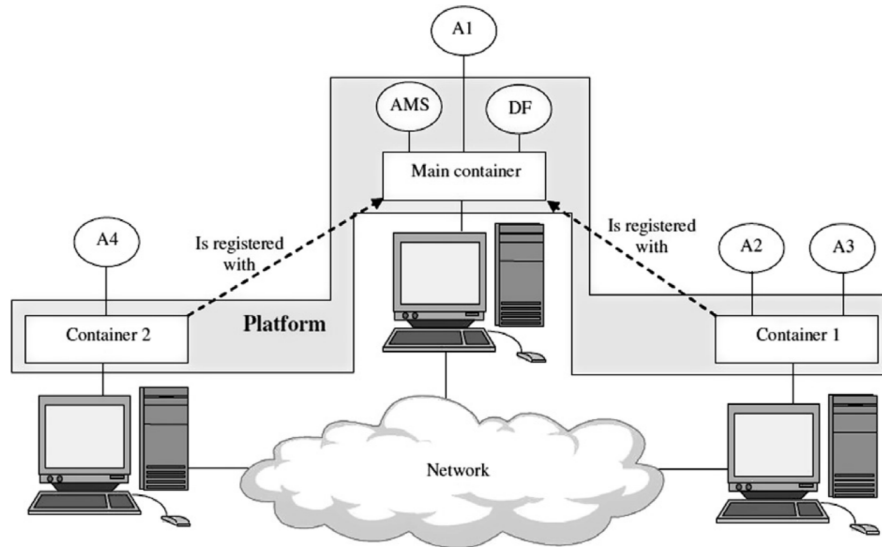 A1
AMS
DF
Main container
Is registered
with
Is registered
with
A4
A2
A3
Container 2
Platform
Container 1
Network